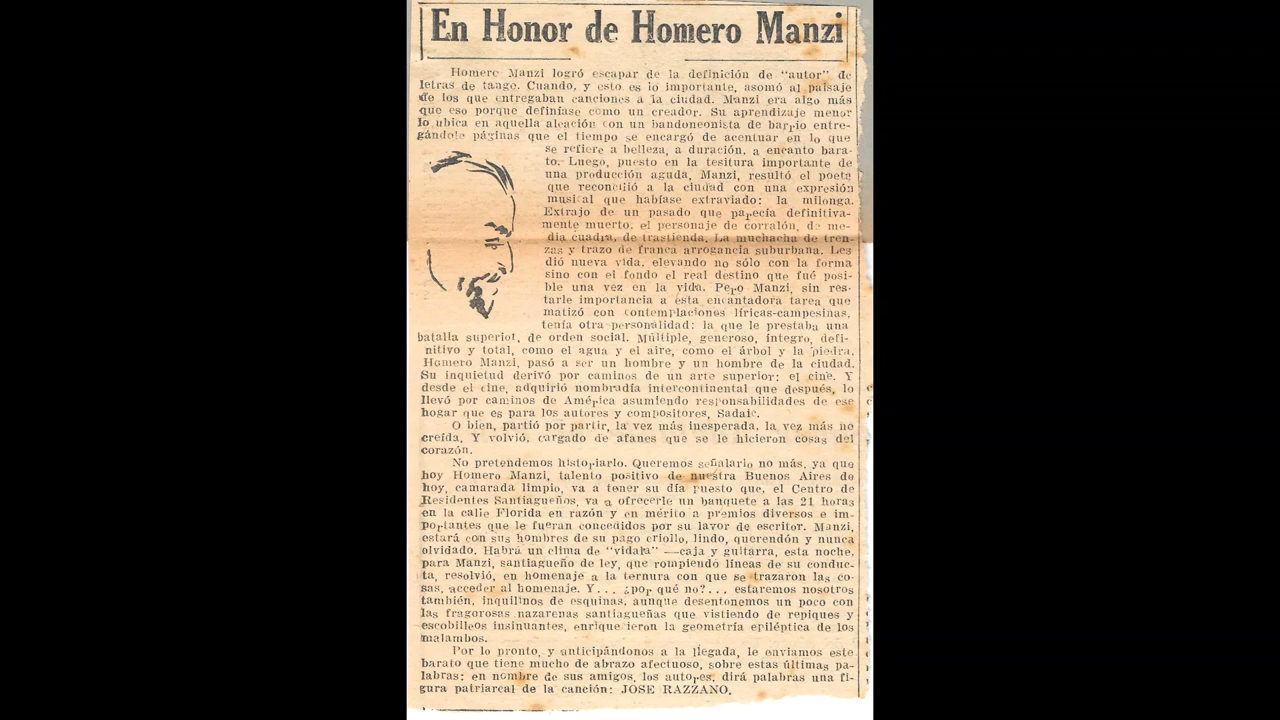 En Honor de Homero Manzi
Homero Manzi logró escapar de la definición de "autor" de
letras de tango. Cuando, y esto es lo importante, asomó al paisaje
de los que entregaban canciones a la ciudad. Manzi era algo más
que eso porque definíase como un creador. Su aprendizaje menor
lo ubica en aquella aleación con un bandoneonista de barrio entre-
gándole páginas que el tiempo se encargó de acentuar en lo que
se refiere a belleza, a duración, a encanto bara-
to. Luego, puesto en la tesitura importante de
una producción aguda, Manzi, resultó el poeta
que reconcilió a la ciudad con una expresión
musical que habíase extraviado: la milonga.
Extrajo de un pasado que parecía definitiva-
mente muerto, el personaje de corralón, de me-
dia cuadra, de trastienda. La muchacha de tren-
zas y trazo de franca arrogancia suburbana. Les
dió nueva vida, elevando no sólo con la forma
sino con el fondo el real destino que fué posi-
ble una vez en la vida. Pero Manzi, sin res-
tarle importancia a ésta encantadora tarea que
matizó con contemplaciones líricas-campesinas,
tenía otra personalidad: la que le prestaba una
batalla superior, de orden social. Múltiple, generoso, íntegro, defi-
nitivo y total, como el agua y el aire, como el árbol y la piedra.
Homero Manzi, pasó a ser un hombre y un hombre de la ciudad.
Su inquietud derivó por caminos de un arte superior: el cine. Y
desde el cine, adquirió nombradía intercontinental que después, lo
llevó por caminos de América asumiendo responsabilidades de ese
hogar que es para los autores y compositores, Sadaic.
O bien, partió por partir, la vez más inesperada, la vez más no
creída. Y volvió, cargado de afanes que se le hicieron cosas del
corazón.
No pretendemos historiarlo. Queremos señalarlo no más, ya que
hoy Homero Manzi, talento positivo de nuestra Buenos Aires de
hoy, camarada limpio, va a tener su día puesto que, el Centro de
Residentes Santiagueños, va a ofrecerle un banquete a las 21 horas
en la calle Florida en razón y en mérito a premios diversos e im-
portantes que le fueran concedidos por su lavor de escritor. Manzi,
estará con sus hombres de su pago criollo, lindo, querendón y nunca
olvidado. Habrá un clima de "vidala" —caja y guitarra, esta noche,
para Manzi, santiagueño de ley, que rompiendo líneas de su conduc-
ta, resolvió, en homenaje a la ternura con que se trazaron las co-
sas, acceder al homenaje. Y... ¿por qué no?... estaremos nosotros
también, inquilinos de esquinas, aunque desentonemos un poco con
las fragorosas nazarenas santiagueñas que vistiendo de repiques y
escobilleos insinuantes, enriquecieron la geometría epiléptica de los
malambos.
Por lo pronto, y anticipándonos a la llegada, le enviamos este
barato que tiene mucho de abrazo afectuoso, sobre estas últimas pa-
labras: en nombre de sus amigos, los autores, dirá palabras una fi-
gura patriarcal de la canción: JOSE RAZZANO.